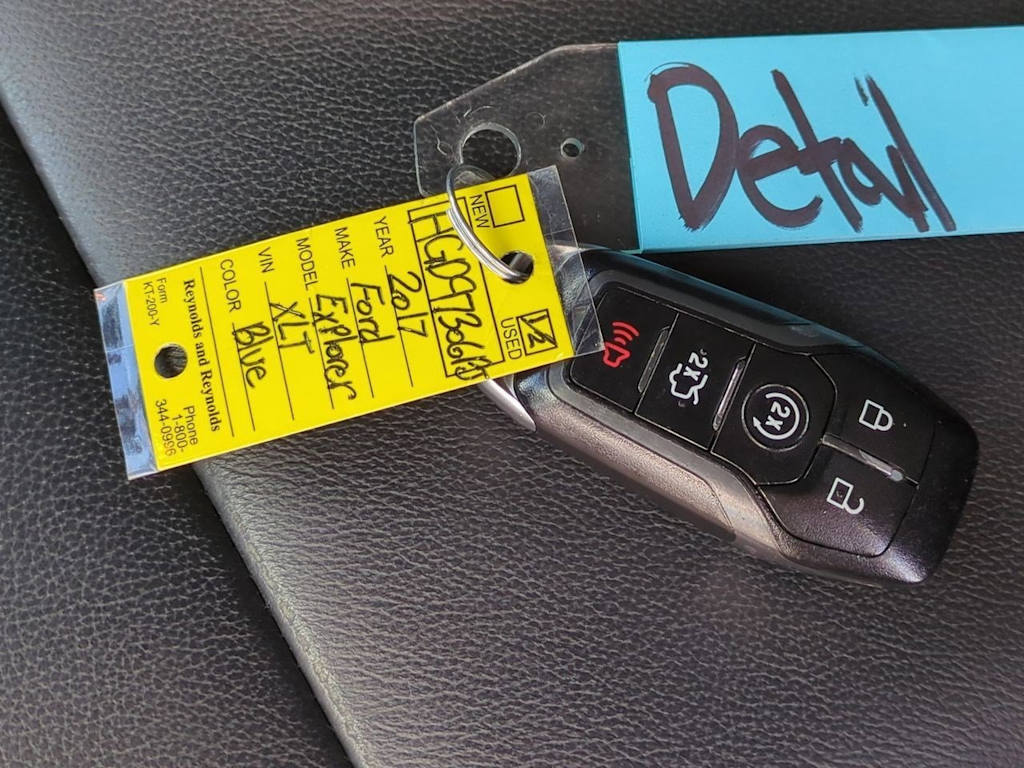 Detail
NEW
USED
HGD97306A
YEAR 2017
MAKE Ford
MODEL Explorer
VIN XLT
COLOR Blue
Reynolds and Reynolds
Form
KT-200-Y
Phone
1-800-
344-0996
2x
2x